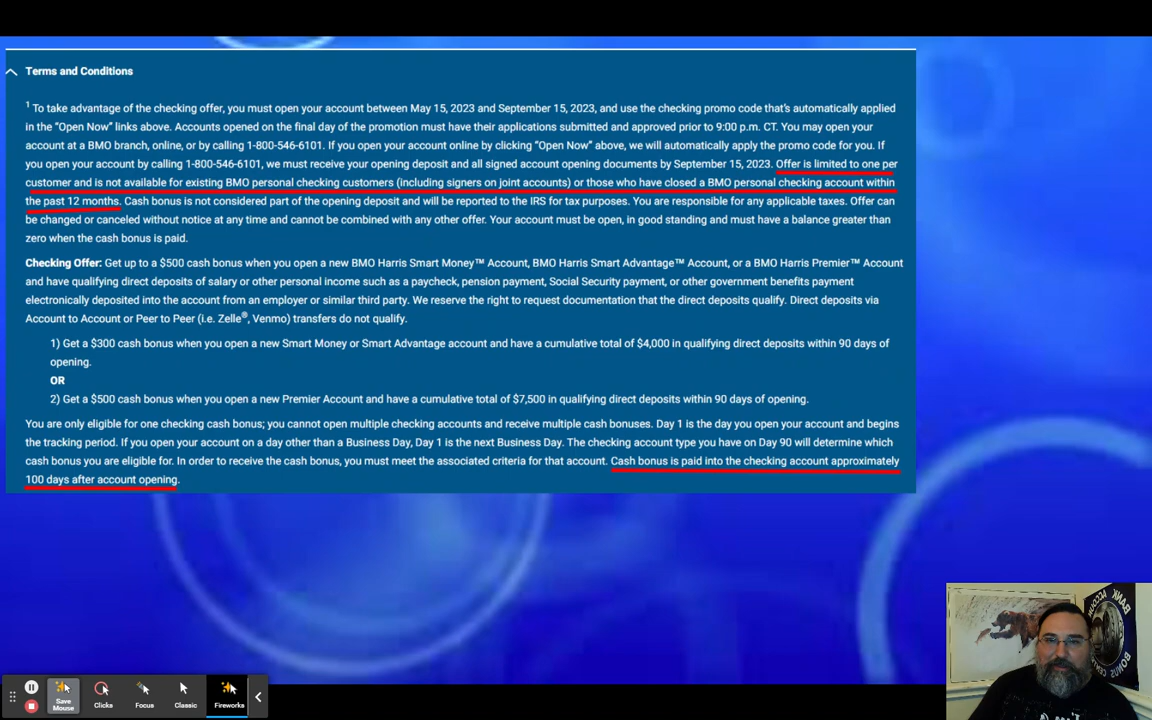 Terms and Conditions
1 To take advantage of the checking offer, you must open your account between May 15, 2023 and September 15, 2023, and use the checking promo code that's automatically applied
in the “Open Now” links above. Accounts opened on the final day of the promotion must have their applications submitted and approved prior to 9:00 p.m. CT. You may open your
account at a BMO branch, online, or by calling 1-800-546-6101. If you open your account online by clicking “Open Now” above, we will automatically apply the promo code for you. If
you open your account by calling 1-800-546-6101, we must receive your opening deposit and all signed account opening documents by September 15, 2023. Offer is limited to one per
customer and is not available for existing BMO personal checking customers (including signers on joint accounts) or those who have closed a BMO personal checking account within
the past 12 months. Cash bonus is not considered part of the opening deposit and will be reported to the IRS for tax purposes. You are responsible for any applicable taxes. Offer can
be changed or canceled without notice at any time and cannot be combined with any other offer. Your account must be open, in good standing and must have a balance greater than
zero when the cash bonus is paid.
Checking Offer: Get up to a $500 cash bonus when you open a new BMO Harris Smart Money™ Account, BMO Harris Smart Advantage™ Account, or a BMO Harris Premier™ Account
and have qualifying direct deposits of salary or other personal income such as a paycheck, pension payment, Social Security payment, or other government benefits payment
electronically deposited into the account from an employer or similar third party. We reserve the right to request documentation that the direct deposits qualify. Direct deposits via
Account to Account or Peer to Peer (i.e. Zelle®, Venmo) transfers do not qualify.
1) Get a $300 cash bonus when you open a new Smart Money or Smart Advantage account and have a cumulative total of $4,000 in qualifying direct deposits within 90 days of
opening.
OR
2) Get a $500 cash bonus when you open a new Premier Account and have a cumulative total of $7,500 in qualifying direct deposits within 90 days of opening.
You are only eligible for one checking cash bonus; you cannot open multiple checking accounts and receive multiple cash bonuses. Day 1 is the day you open your account and begins
the tracking period. If you open your account on a day other than a Business Day, Day 1 is the next Business Day. The checking account type you have on Day 90 will determine which
cash bonus you are eligible for. In order to receive the cash bonus, you must meet the associated criteria for that account. Cash bonus is paid into the checking account approximately
100 days after account opening.
BANK ACCOUNT
BONUS CENTER
Save
Mouse
Clicks
Focus
Classic
Fireworks